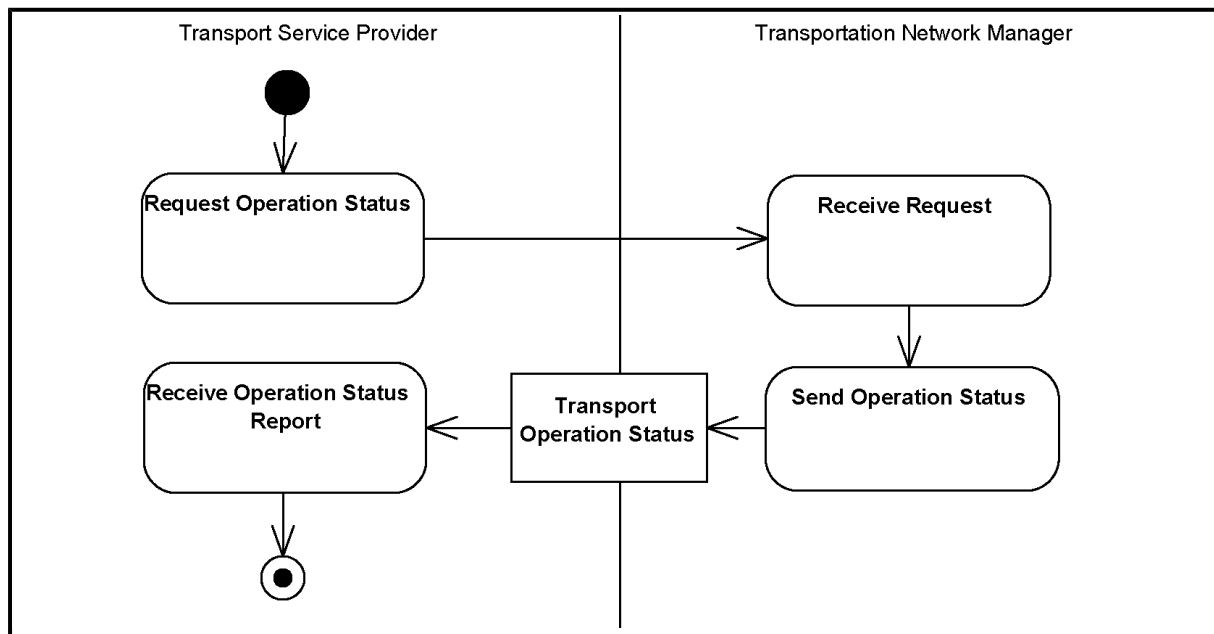 Transport Service Provider
Transportation Network Manager
Request Operation Status
Receive Request
Receive Operation Status
Report
Transport
Operation Status
Send Operation Status